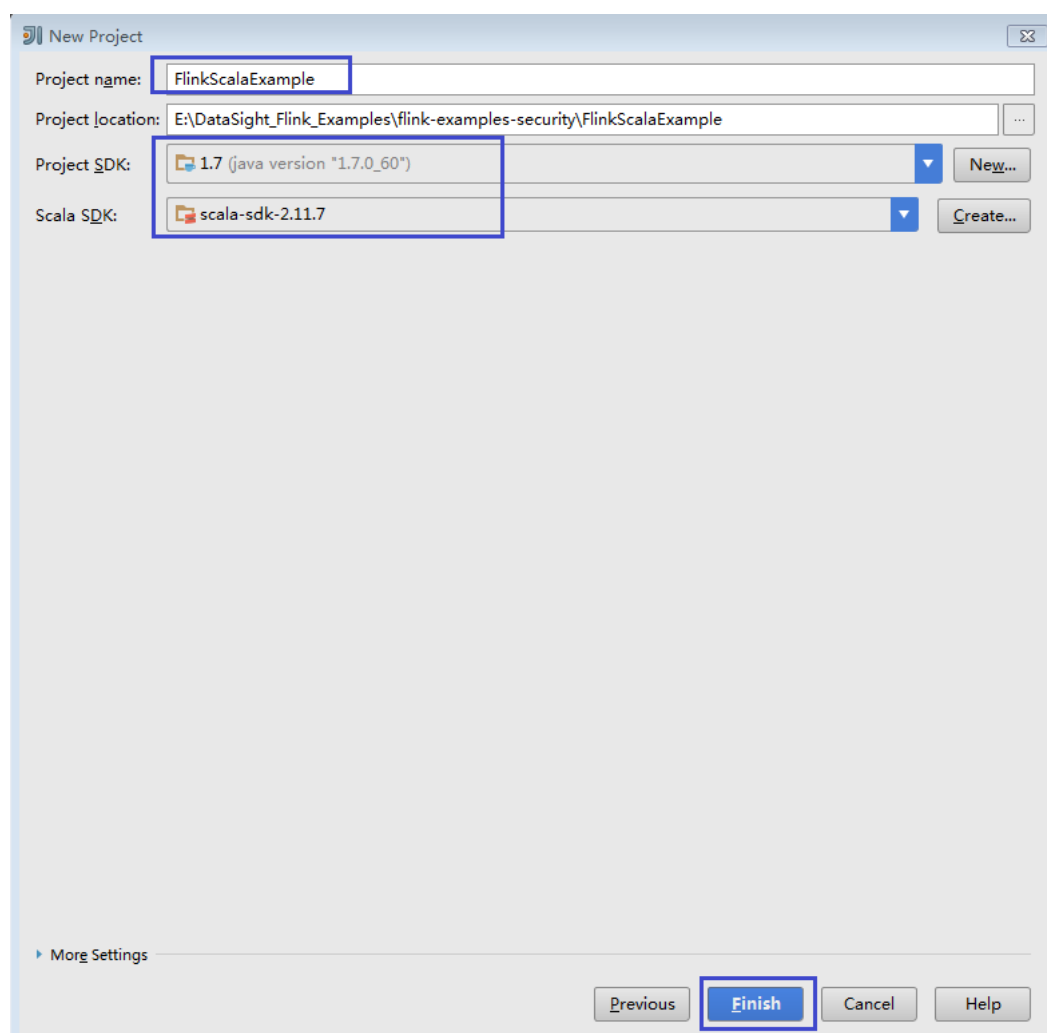 New Project
Project name: FlinkScalaExample
Project location: E:\DataSight_Flink_Examples\flink-examples-security\FlinkScalaExample ...
Project SDK: 1.7 (java version "1.7.0_60") New...
Scala SDK: scala-sdk-2.11.7 Create...
More Settings
Previous Finish Cancel Help